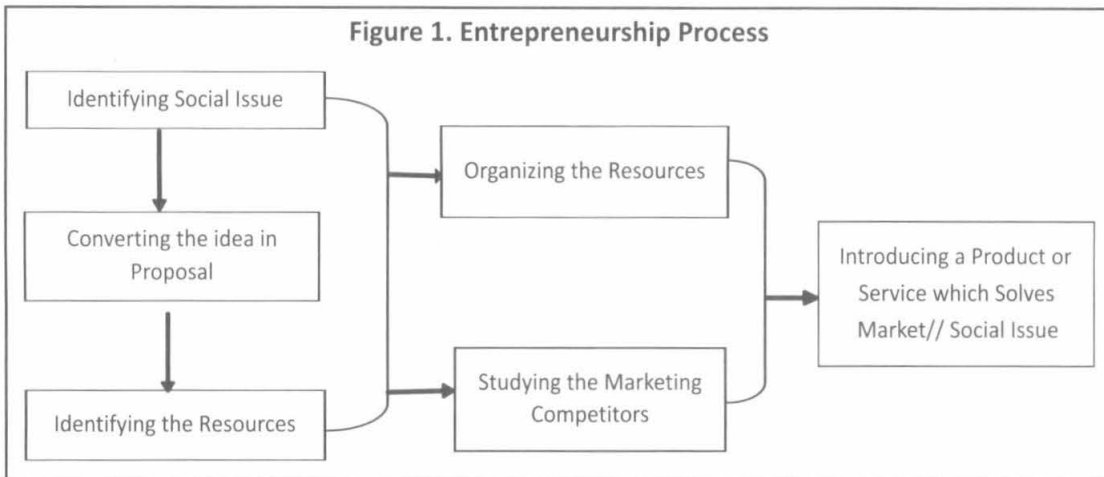 Figure 1. Entrepreneurship Process
Identifying Social Issue
Converting the idea in
Proposal
Identifying the Resources
Organizing the Resources
Studying the Marketing
Competitors
Introducing a Product or
Service which Solves
Market// Social Issue